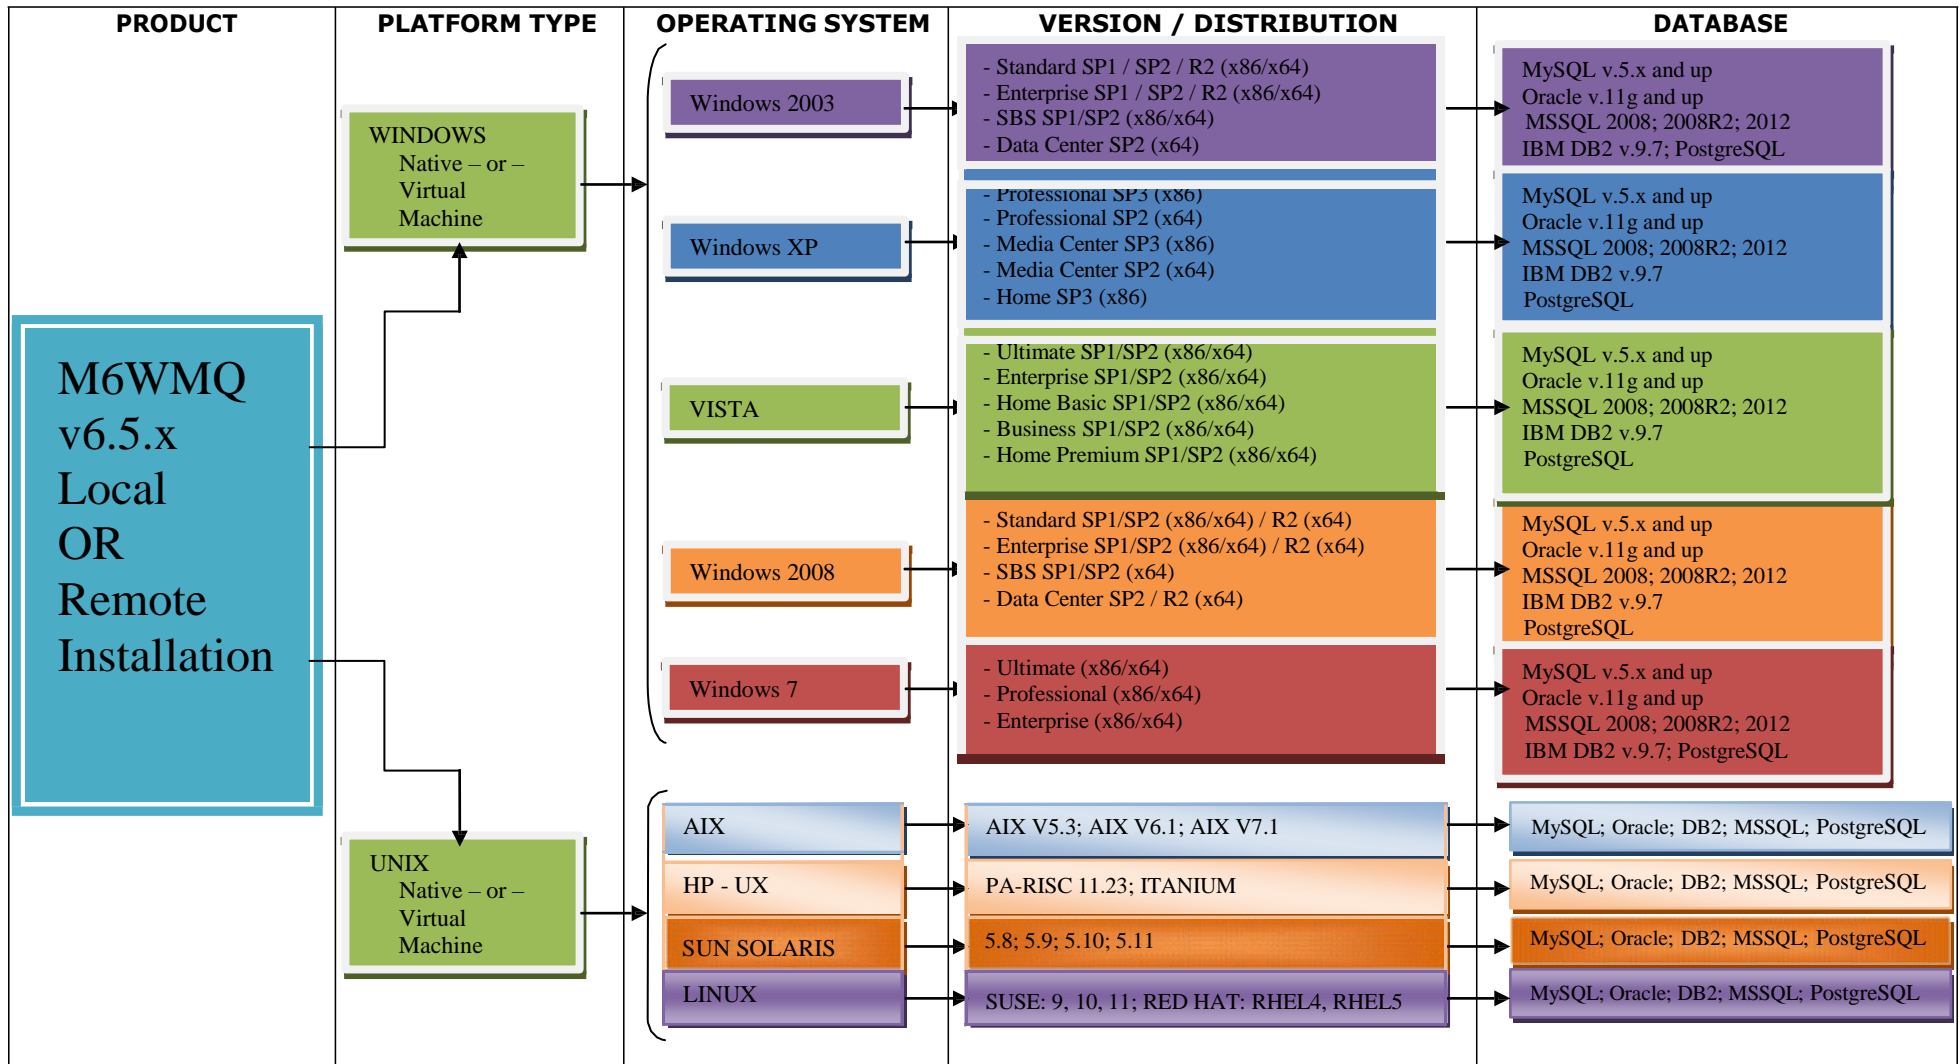 PRODUCT
PLATFORM TYPE
OPERATING SYSTEM
VERSION / DISTRIBUTION
DATABASE
M6WMQ
v6.5.x
Local
OR
Remote
Installation
WINDOWS
Native – or –
Virtual
Machine
Windows 2003
- Standard SP1 / SP2 / R2 (x86/x64)
- Enterprise SP1 / SP2 / R2 (x86/x64)
- SBS SP1/SP2 (x86/x64)
- Data Center SP2 (x64)
MySQL v.5.x and up
Oracle v.11g and up
MSSQL 2008; 2008R2; 2012
IBM DB2 v.9.7; PostgreSQL
Windows XP
- Professional SP3 (x86)
- Professional SP2 (x64)
- Media Center SP3 (x86)
- Media Center SP2 (x64)
- Home SP3 (x86)
MySQL v.5.x and up
Oracle v.11g and up
MSSQL 2008; 2008R2; 2012
IBM DB2 v.9.7
PostgreSQL
VISTA
- Ultimate SP1/SP2 (x86/x64)
- Enterprise SP1/SP2 (x86/x64)
- Home Basic SP1/SP2 (x86/x64)
- Business SP1/SP2 (x86/x64)
- Home Premium SP1/SP2 (x86/x64)
MySQL v.5.x and up
Oracle v.11g and up
MSSQL 2008; 2008R2; 2012
IBM DB2 v.9.7
PostgreSQL
Windows 2008
- Standard SP1/SP2 (x86/x64) / R2 (x64)
- Enterprise SP1/SP2 (x86/x64) / R2 (x64)
- SBS SP1/SP2 (x64)
- Data Center SP2 / R2 (x64)
MySQL v.5.x and up
Oracle v.11g and up
MSSQL 2008; 2008R2; 2012
IBM DB2 v.9.7
PostgreSQL
Windows 7
- Ultimate (x86/x64)
- Professional (x86/x64)
- Enterprise (x86/x64)
MySQL v.5.x and up
Oracle v.11g and up
MSSQL 2008; 2008R2; 2012
IBM DB2 v.9.7; PostgreSQL
UNIX
Native – or –
Virtual
Machine
AIX
AIX V5.3; AIX V6.1; AIX V7.1
MySQL; Oracle; DB2; MSSQL; PostgreSQL
HP - UX
PA-RISC 11.23; ITANIUM
MySQL; Oracle; DB2; MSSQL; PostgreSQL
SUN SOLARIS
5.8; 5.9; 5.10; 5.11
MySQL; Oracle; DB2; MSSQL; PostgreSQL
LINUX
SUSE: 9, 10, 11; RED HAT: RHEL4, RHEL5
MySQL; Oracle; DB2; MSSQL; PostgreSQL